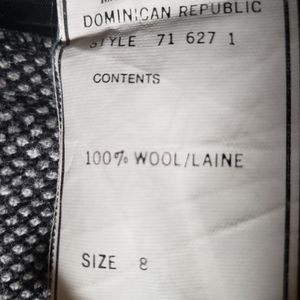 DOMINICAN REPUBLIC
STYLE 71 627 1
CONTENTS
100% WOOL/LAINE
SIZE 8